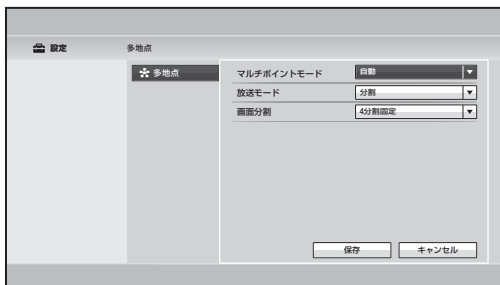 設定 多地点
多地点
マルチポイントモード 自動
放送モード 分割
画面分割 4分割固定
保存 キャンセル